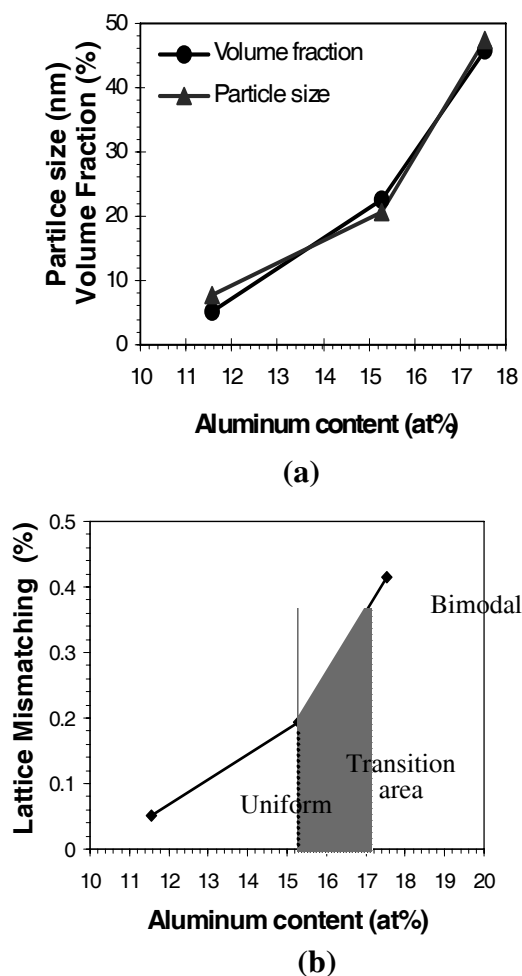 50
Volume fraction
Particle size
40
30
20
10
0
Partilce size (nm)
Volume Fraction (%)
10 11 12 13 14 15 16 17 18
Aluminum content (at%)
(a)
0.5
0.4
0.3
0.2
0.1
0
Lattice Mismatching (%)
Bimodal
Transition
area
Uniform
10 11 12 13 14 15 16 17 18 19 20
Aluminum content (at%)
(b)